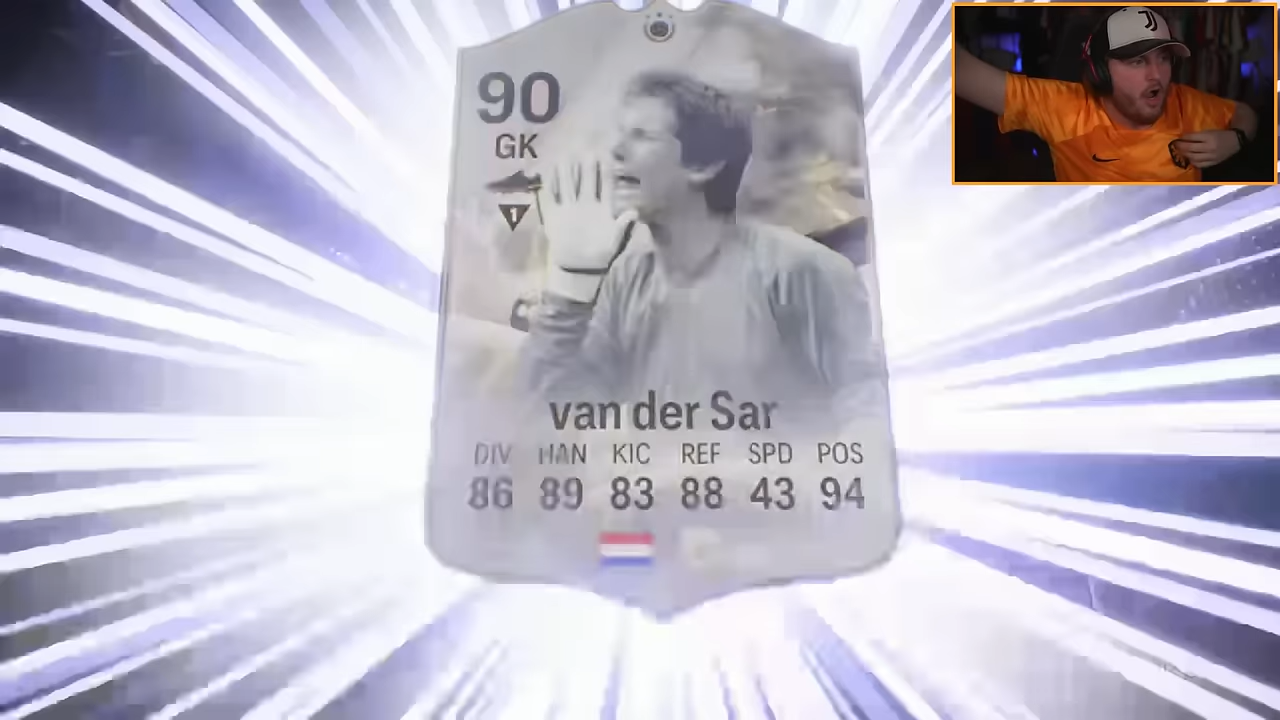 90
GK
1
van der Sar
DIV HAN KIC REF SPD POS
86 89 83 88 43 94